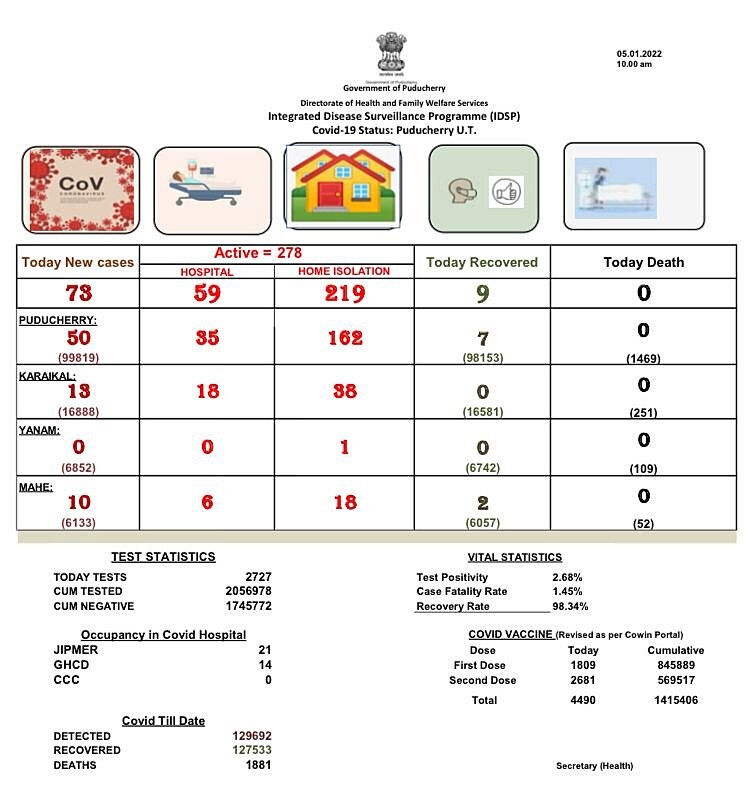 05.01.2022
10.00 am
Government of Puducherry
Government of Puducherry
Directorate of Health and Family Welfare Services
Integrated Disease Surveillance Programme (IDSP)
Covid-19 Status: Puducherry U.T.
CoV
CORONAVIRUS
Today New cases
Active = 278
HOSPITAL
HOME ISOLATION
Today Recovered
Today Death
73 59 219 9 0
PUDUCHERRY:
50 35 162 7 0
(99819) (98153) (1469)
KARAIKAL:
13 18 38 0 0
(16888) (16581) (251)
YANAM:
0 0 1 0 0
(6852) (6742) (109)
MAHE:
10 6 18 2 0
(6133) (6057) (52)
TEST STATISTICS
TODAY TESTS 2727
CUM TESTED 2056978
CUM NEGATIVE 1745772
VITAL STATISTICS
Test Positivity 2.68%
Case Fatality Rate 1.45%
Recovery Rate 98.34%
Occupancy in Covid Hospital
JIPMER 21
GHCD 14
CCC 0
COVID VACCINE (Revised as per Cowin Portal)
Dose Today Cumulative
First Dose 1809 845889
Second Dose 2681 569517
Total 4490 1415406
Covid Till Date
DETECTED 129692
RECOVERED 127533
DEATHS 1881
Secretary (Health)